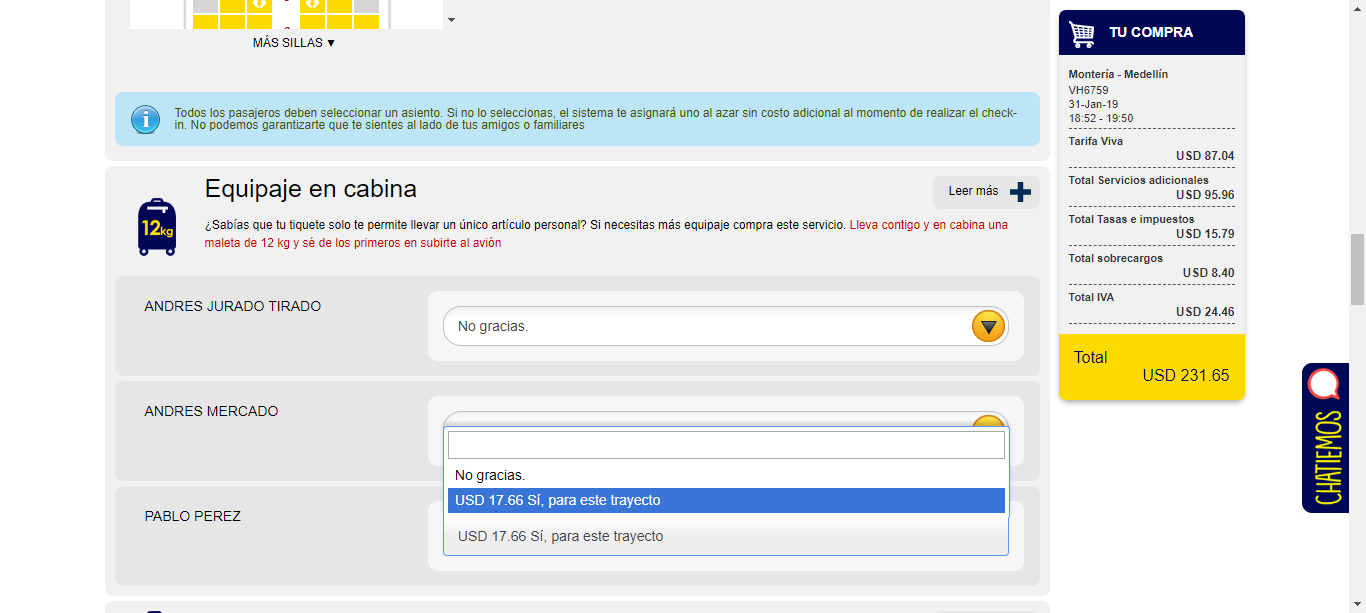 MÁS SILLAS ▼
Todos los pasajeros deben seleccionar un asiento. Si no lo seleccionas, el sistema te asignará uno al azar sin costo adicional al momento de realizar el check-
in. No podemos garantizarte que te sientes al lado de tus amigos o familiares
Equipaje en cabina
Leer más
12kg
¿Sabías que tu tiquete solo te permite llevar un único artículo personal? Si necesitas más equipaje compra este servicio. Lleva contigo y en cabina una
maleta de 12 kg y sé de los primeros en subirte al avión
ANDRES JURADO TIRADO
No gracias.
ANDRES MERCADO
No gracias.
USD 17.66 Sí, para este trayecto
PABLO PEREZ
USD 17.66 Sí, para este trayecto
TU COMPRA
Montería - Medellín
VH6759
31-Jan-19
18:52 - 19:50
Tarifa Viva
USD 87.04
Total Servicios adicionales
USD 95.96
Total Tasas e impuestos
USD 15.79
Total sobrecargos
USD 8.40
Total IVA
USD 24.46
Total
USD 231.65
CHATIEMOS